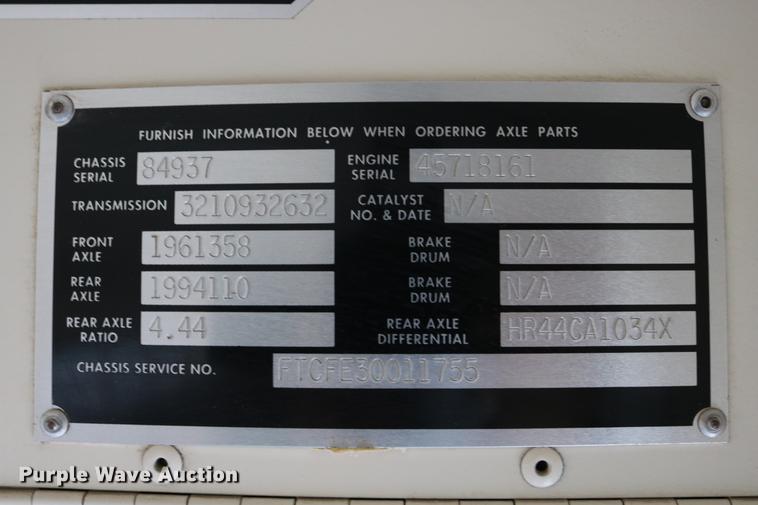 FURNISH INFORMATION BELOW WHEN ORDERING AXLE PARTS
CHASSIS SERIAL 84937 ENGINE SERIAL 45718161
TRANSMISSION 3210932632 CATALYST NO. & DATE N/A
FRONT AXLE 1961358 BRAKE DRUM N/A
REAR AXLE 1994110 BRAKE DRUM N/A
REAR AXLE RATIO 4.44 REAR AXLE DIFFERENTIAL HR44CA1034X
CHASSIS SERVICE NO. FTCFE30011755
Purple Wave Auction